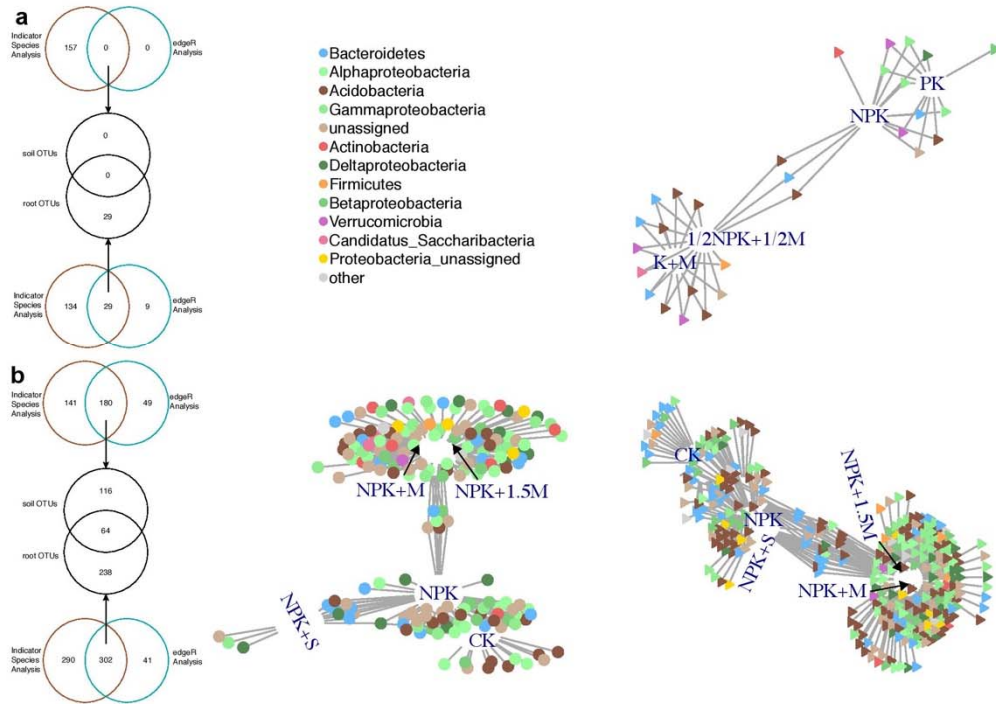 a
Indicator
Species
Analysis
157
0
0
edgeR
Analysis
soil OTUs
0
0
root OTUs
29
Indicator
Species
Analysis
134
29
9
edgeR
Analysis
Bacteroidetes
Alphaproteobacteria
Acidobacteria
Gammaproteobacteria
unassigned
Actinobacteria
Deltaproteobacteria
Firmicutes
Betaproteobacteria
Verrucomicrobia
Candidatus_Saccharibacteria
Proteobacteria_unassigned
other
PK
NPK
1/2NPK+1/2M
K+M
b
Indicator
Species
Analysis
141
180
49
edgeR
Analysis
soil OTUs
116
64
root OTUs
238
Indicator
Species
Analysis
290
302
41
edgeR
Analysis
NPK+M
NPK+1.5M
NPK
NPK+S
CK
CK
NPK
NPK+S
NPK+1.5M
NPK+M